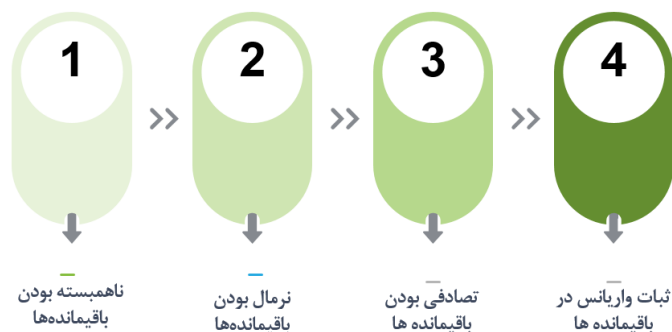 1
2
3
4
ناهمبسته بودن
باقیمانده‌ها
نرمال بودن
باقیمانده‌ها
تصادفی بودن
باقیمانده ها
ثبات واریانس در
باقیمانده ها